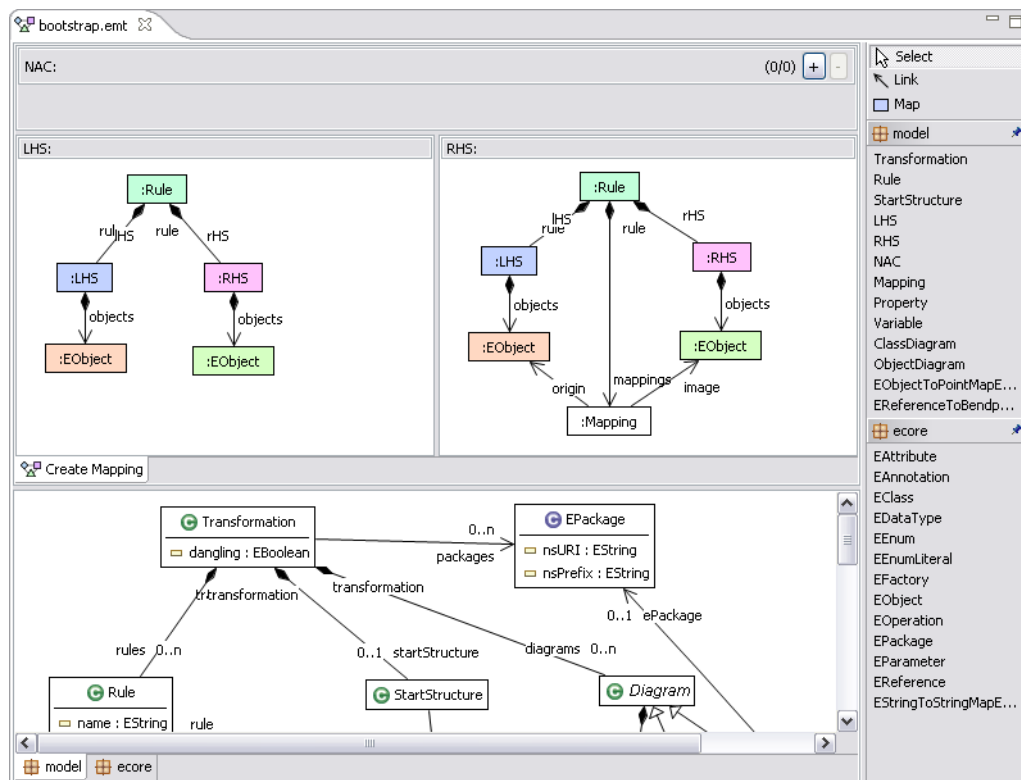 bootstrap.emt
NAC:
(0/0)
+
-
LHS:
:Rule
lHS
rule
rHS
:LHS
:RHS
objects
objects
:EObject
:EObject
RHS:
:Rule
lHS
rule
rule
rHS
:LHS
:RHS
objects
objects
:EObject
:EObject
origin
mappings
image
:Mapping
Create Mapping
Transformation
dangling : EBoolean
0..n
packages
EPackage
nsURI : EString
nsPrefix : EString
transformation
transformation
0..1 ePackage
rules 0..n
0..1 startStructure
diagrams 0..n
Rule
name : EString
rule
StartStructure
Diagram
model
ecore
Select
Link
Map
model
Transformation
Rule
StartStructure
LHS
RHS
NAC
Mapping
Property
Variable
ClassDiagram
ObjectDiagram
EObjectToPointMapE...
EReferenceToBendp...
ecore
EAttribute
EAnnotation
EClass
EDataType
EEnum
EEnumLiteral
EFactory
EObject
EOperation
EPackage
EParameter
EReference
EStringToStringMapE...